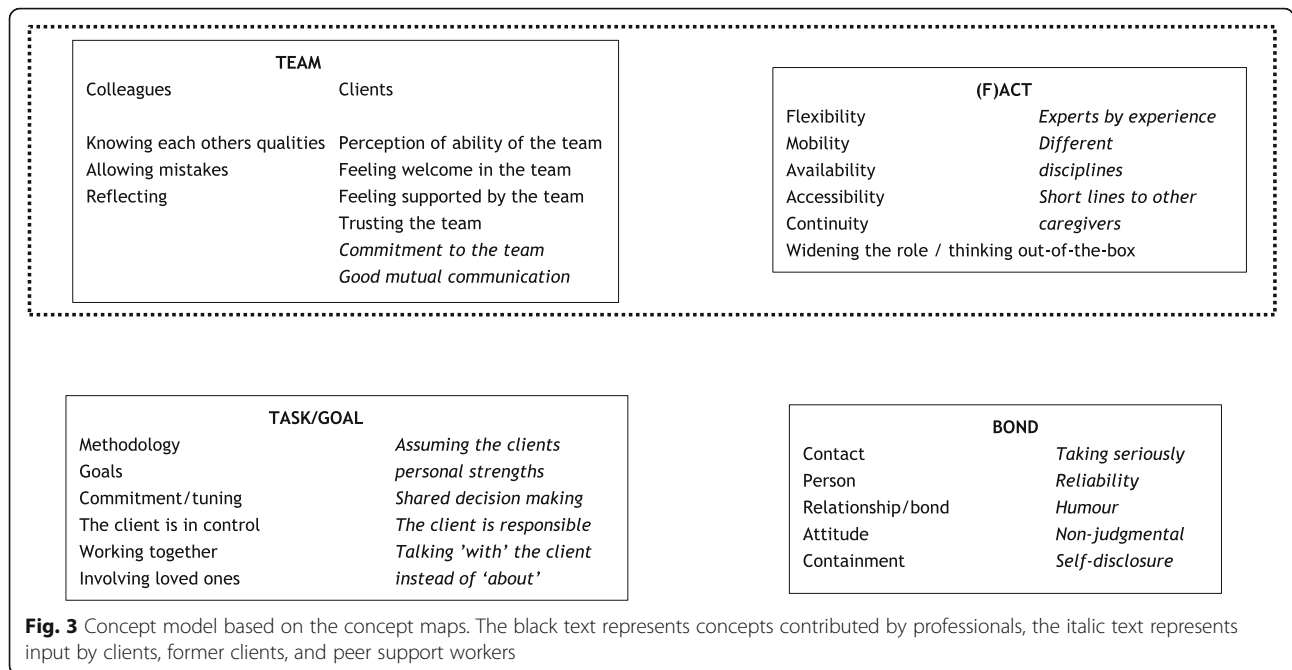 TEAM
Colleagues Clients
Knowing each others qualities Perception of ability of the team
Allowing mistakes Feeling welcome in the team
Reflecting Feeling supported by the team
Trusting the team
Commitment to the team
Good mutual communication
(F)ACT
Flexibility Experts by experience
Mobility Different
Availability disciplines
Accessibility Short lines to other
Continuity caregivers
Widening the role / thinking out-of-the-box
TASK/GOAL
Methodology Assuming the clients
Goals personal strengths
Commitment/tuning Shared decision making
The client is in control The client is responsible
Working together Talking ’with’ the client
Involving loved ones instead of ‘about’
BOND
Contact Taking seriously
Person Reliability
Relationship/bond Humour
Attitude Non-judgmental
Containment Self-disclosure
Fig. 3 Concept model based on the concept maps. The black text represents concepts contributed by professionals, the italic text represents
input by clients, former clients, and peer support workers